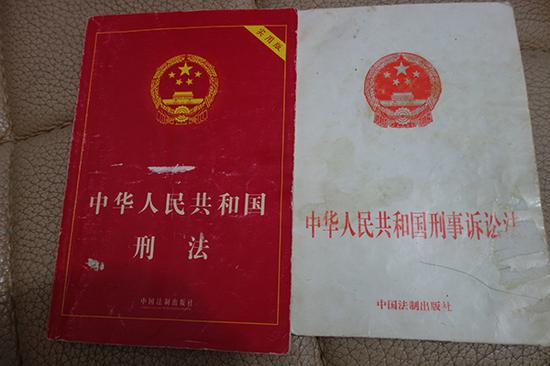 实用版
中华人民共和国
刑法
中国法制出版社
中华人民共和国刑事诉讼法
中国法制出版社